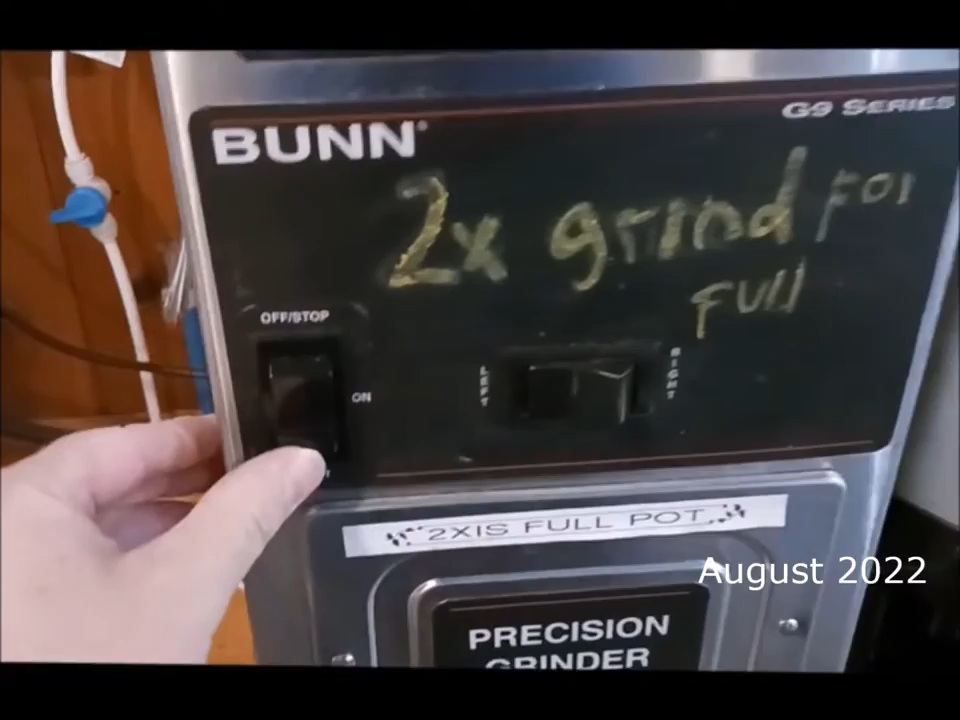 G9 SERIES
BUNN
2x grind For
Full
OFF/STOP
ON
LEFT
RIGHT
2XIS FULL POT
August 2022
PRECISION
GRINDER